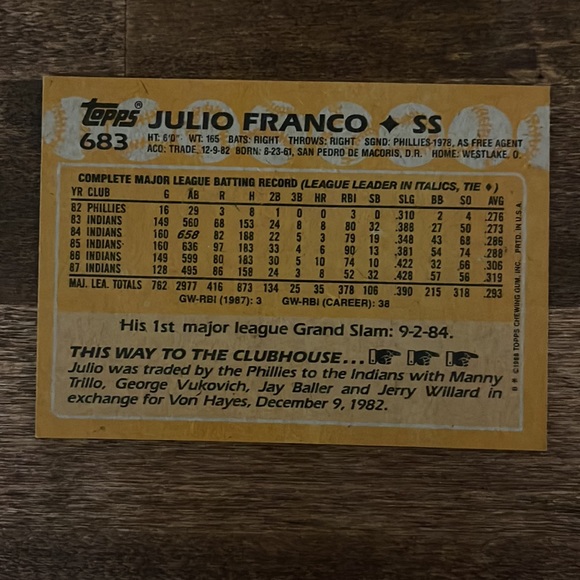 Topps® JULIO FRANCO ✦ SS
683 HT: 6'0" WT: 165 BATS: RIGHT THROWS: RIGHT SGND: PHILLIES-1978, AS FREE AGENT
ACQ: TRADE, 12-9-82 BORN: 8-23-61, SAN PEDRO DE MACORIS, D.R. HOME: WESTLAKE, O.
COMPLETE MAJOR LEAGUE BATTING RECORD (LEAGUE LEADER IN ITALICS, TIE ♦)
YR CLUB G AB R H 2B 3B HR RBI SB SLG BB SO AVG
82 PHILLIES 16 29 3 8 1 0 0 3 0 .310 2 4 .276
83 INDIANS 149 560 68 153 24 8 8 80 32 .388 27 50 .273
84 INDIANS 160 658 82 188 22 5 3 79 19 .348 43 68 .286
85 INDIANS 160 636 97 183 33 4 6 90 13 .381 54 74 .288
86 INDIANS 149 599 80 183 30 5 10 74 10 .422 32 66 .306
87 INDIANS 128 495 86 158 24 3 8 52 32 .428 57 56 .319
MAJ. LEA. TOTALS 762 2977 416 873 134 25 35 378 106 .390 215 318 .293
GW-RBI (1987): 3 GW-RBI (CAREER): 38
His 1st major league Grand Slam: 9-2-84.
THIS WAY TO THE CLUBHOUSE...
Julio was traded by the Phillies to the Indians with Manny
Trillo, George Vukovich, Jay Baller and Jerry Willard in
exchange for Von Hayes, December 9, 1982.
© 1988 TOPPS CHEWING GUM, INC. PRTD. IN U.S.A.